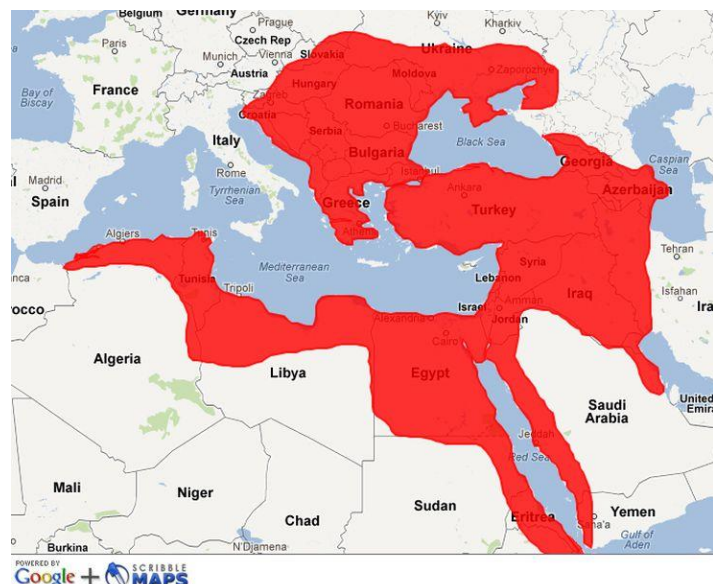 Belgium
Germany
Prague
Kyiv
Kharkiv
Paris
Czech Rep
Slovakia
Ukraine
Munich
Vienna
Austria
Zaporozhye
Bay of
Biscay
France
Hungary
Moldova
Zagreb
Croatia
Romania
Serbia
Bucharest
Italy
Bulgaria
Black Sea
Rome
Istanbul
Georgia
Caspian
Sea
Madrid
Spain
Tyrrhenian
Sea
Greece
Ankara
Turkey
Azerbaijan
Athens
Algiers
Tunis
Tehran
Tunisia
Mediterranean
Sea
Lebanon
Syria
Isfahan
Tripoli
Israel
Amman
Iraq
Jordan
Alexandria
Cairo
Algeria
Libya
Egypt
Saudi
Arabia
United
Jeddah
Red Sea
Mali
Niger
Chad
Sudan
Eritrea
Sana'a
Yemen
Gulf of
Aden
Burkina
N'Djamena
POWERED BY
Google + SCRIBBLE
MAPS